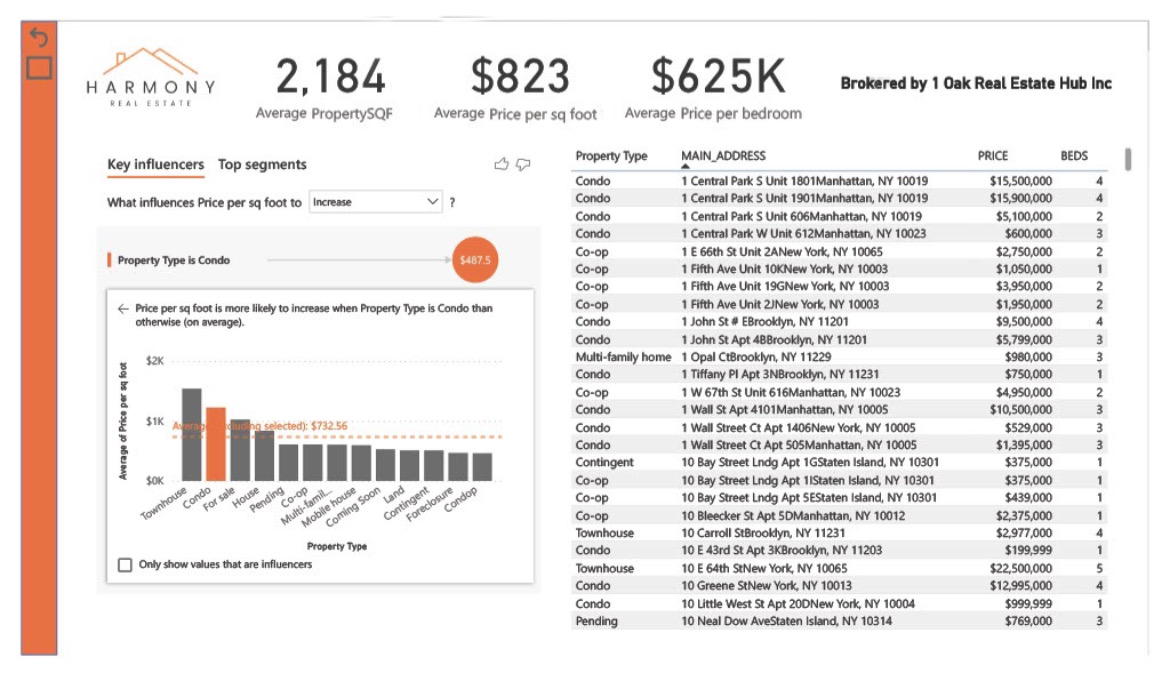 HARMONY
REAL ESTATE
2,184
Average PropertySQF
$823
Average Price per sq foot
$625K
Average Price per bedroom
Brokered by 1 Oak Real Estate Hub Inc
Key influencers Top segments
What influences Price per sq foot to Increase ?
Property Type is Condo $487.5
Price per sq foot is more likely to increase when Property Type is Condo than
otherwise (on average).
Average of Price per sq foot
$2K
$1K
$0K
Average (excluding selected): $732.56
Townhouse
Condo
For sale
House
Pending
Co-op
Multi-famil...
Mobile house
Coming Soon
Land
Contingent
Foreclosure
Condop
Property Type
Only show values that are influencers
Property Type MAIN_ADDRESS PRICE BEDS
Condo 1 Central Park S Unit 1801Manhattan, NY 10019 $15,500,000 4
Condo 1 Central Park S Unit 1901Manhattan, NY 10019 $15,900,000 4
Condo 1 Central Park S Unit 606Manhattan, NY 10019 $5,100,000 2
Condo 1 Central Park W Unit 612Manhattan, NY 10023 $600,000 3
Co-op 1 E 66th St Unit 2ANew York, NY 10065 $2,750,000 2
Co-op 1 Fifth Ave Unit 10KNew York, NY 10003 $1,050,000 1
Co-op 1 Fifth Ave Unit 19GNew York, NY 10003 $3,950,000 2
Co-op 1 Fifth Ave Unit 2JNew York, NY 10003 $1,950,000 2
Condo 1 John St # EBrooklyn, NY 11201 $9,500,000 4
Condo 1 John St Apt 4BBrooklyn, NY 11201 $5,799,000 3
Multi-family home 1 Opal CtBrooklyn, NY 11229 $980,000 3
Condo 1 Tiffany Pl Apt 3NBrooklyn, NY 11231 $750,000 1
Co-op 1 W 67th St Unit 616Manhattan, NY 10023 $4,950,000 2
Condo 1 Wall St Apt 4101Manhattan, NY 10005 $10,500,000 3
Condo 1 Wall Street Ct Apt 1406New York, NY 10005 $529,000 3
Condo 1 Wall Street Ct Apt 505Manhattan, NY 10005 $1,395,000 3
Contingent 10 Bay Street Lndg Apt 1GStaten Island, NY 10301 $375,000 1
Co-op 10 Bay Street Lndg Apt 1IStaten Island, NY 10301 $375,000 1
Co-op 10 Bay Street Lndg Apt 5EStaten Island, NY 10301 $439,000 1
Co-op 10 Bleecker St Apt 5DManhattan, NY 10012 $2,375,000 1
Townhouse 10 Carroll StBrooklyn, NY 11231 $2,977,000 4
Condo 10 E 43rd St Apt 3KBrooklyn, NY 11203 $199,999 1
Townhouse 10 E 64th StNew York, NY 10065 $22,500,000 5
Condo 10 Greene StNew York, NY 10013 $12,995,000 4
Condo 10 Little West St Apt 20DNew York, NY 10004 $999,999 1
Pending 10 Neal Dow AveStaten Island, NY 10314 $769,000 3